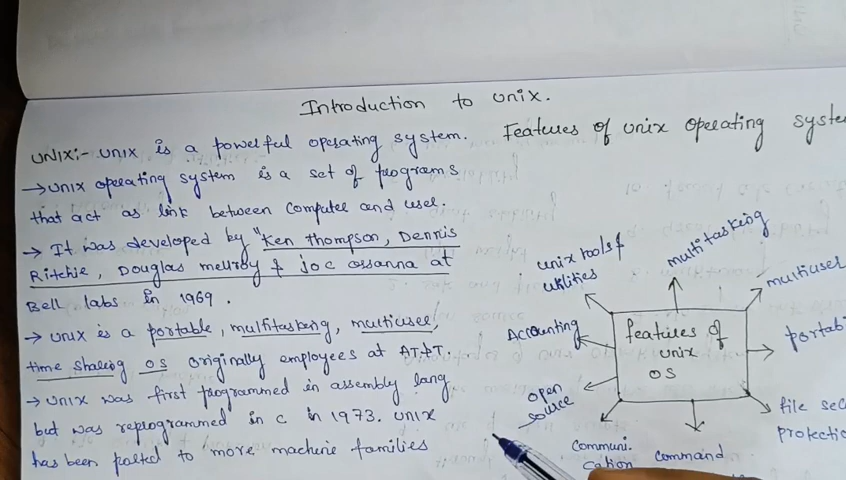 Introduction to unix.
UNIX:- UNIX is a powerful operating system.
→ UNIX operating system is a set of programs
that act as link between computer and user.
→ It was developed by "Ken Thompson, Dennis
Ritchie, Douglas mcllroy & joc ossanna at
Bell labs in 1969.
→ UNIX is a portable, multitasking, multiuser,
time sharing OS originally employees at AT&T.
→ UNIX was first programmed in assembly lang
but was reprogrammed in c in 1973. UNIX
has been ported to more machine families
Features of unix operating syste
unix tools &
utilities
multitasking
multiuser
Accounting
features of
unix
OS
portabi
open
source
file sec
protectio
communi.
cation
command